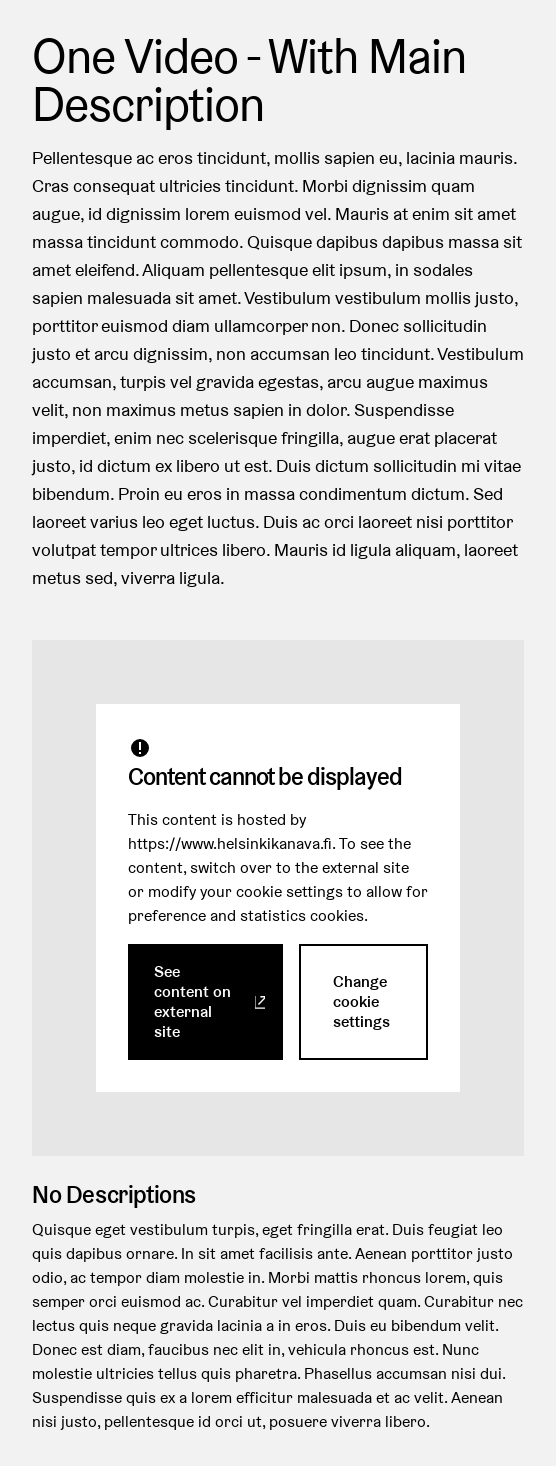 One Video - With Main
Description
Pellentesque ac eros tincidunt, mollis sapien eu, lacinia mauris.
Cras consequat ultricies tincidunt. Morbi dignissim quam
augue, id dignissim lorem euismod vel. Mauris at enim sit amet
massa tincidunt commodo. Quisque dapibus dapibus massa sit
amet eleifend. Aliquam pellentesque elit ipsum, in sodales
sapien malesuada sit amet. Vestibulum vestibulum mollis justo,
porttitor euismod diam ullamcorper non. Donec sollicitudin
justo et arcu dignissim, non accumsan leo tincidunt. Vestibulum
accumsan, turpis vel gravida egestas, arcu augue maximus
velit, non maximus metus sapien in dolor. Suspendisse
imperdiet, enim nec scelerisque fringilla, augue erat placerat
justo, id dictum ex libero ut est. Duis dictum sollicitudin mi vitae
bibendum. Proin eu eros in massa condimentum dictum. Sed
laoreet varius leo eget luctus. Duis ac orci laoreet nisi porttitor
volutpat tempor ultrices libero. Mauris id ligula aliquam, laoreet
metus sed, viverra ligula.
Content cannot be displayed
This content is hosted by
https://www.helsinkikanava.fi. To see the
content, switch over to the external site
or modify your cookie settings to allow for
preference and statistics cookies.
See
content on
external
site
Change
cookie
settings
No Descriptions
Quisque eget vestibulum turpis, eget fringilla erat. Duis feugiat leo
quis dapibus ornare. In sit amet facilisis ante. Aenean porttitor justo
odio, ac tempor diam molestie in. Morbi mattis rhoncus lorem, quis
semper orci euismod ac. Curabitur vel imperdiet quam. Curabitur nec
lectus quis neque gravida lacinia a in eros. Duis eu bibendum velit.
Donec est diam, faucibus nec elit in, vehicula rhoncus est. Nunc
molestie ultricies tellus quis pharetra. Phasellus accumsan nisi dui.
Suspendisse quis ex a lorem efficitur malesuada et ac velit. Aenean
nisi justo, pellentesque id orci ut, posuere viverra libero.